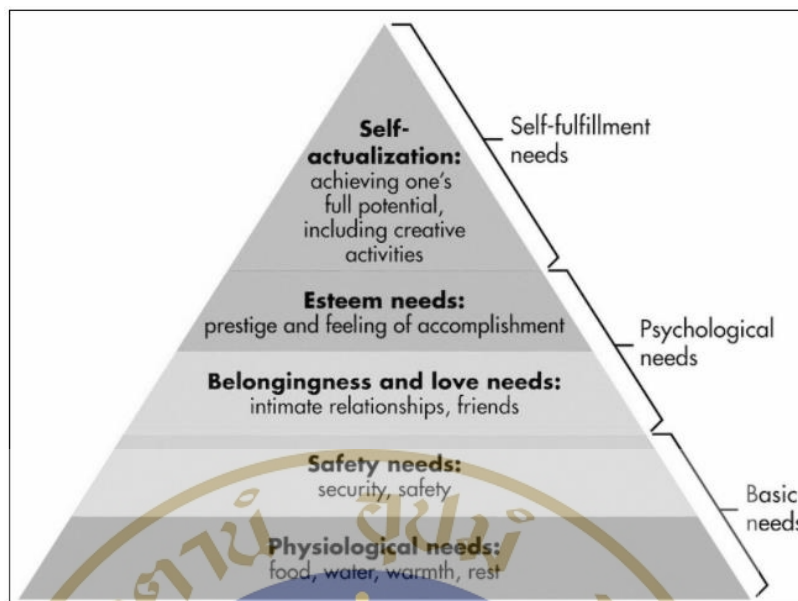 Self-
actualization:
achieving one's
full potential,
including creative
activities
Self-fulfillment
needs
Esteem needs:
prestige and feeling of accomplishment
Psychological
needs
Belongingness and love needs:
intimate relationships, friends
Safety needs:
security, safety
Basic
needs
Physiological needs:
food, water, warmth, rest